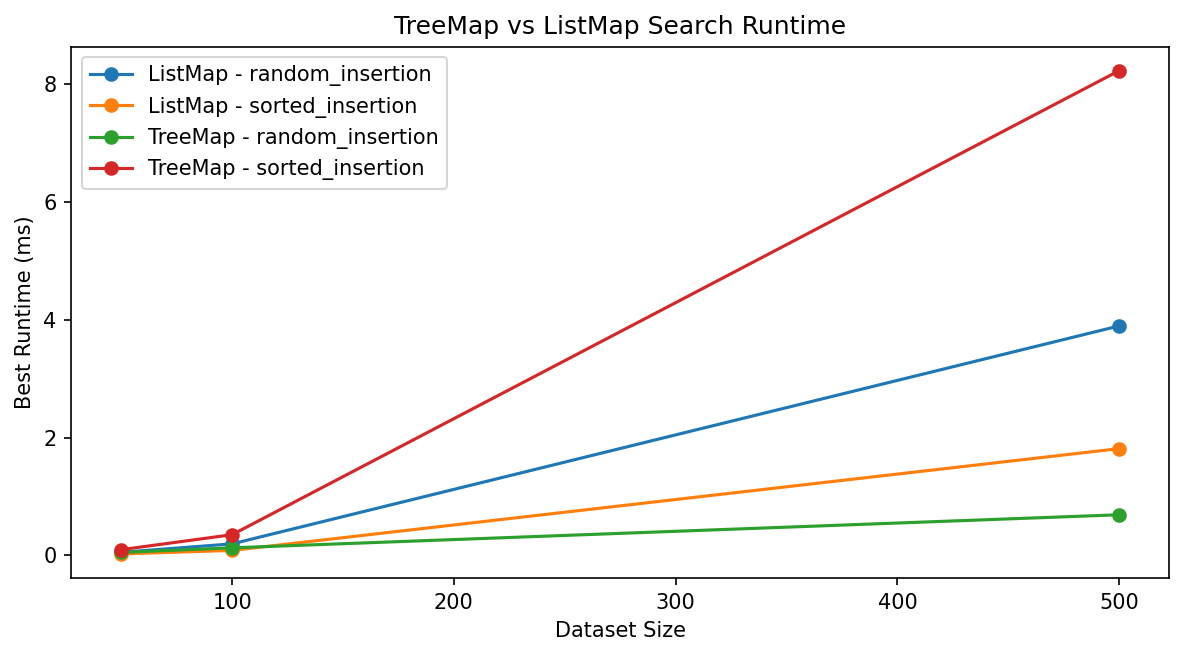 TreeMap vs ListMap Search Runtime
ListMap - random_insertion
ListMap - sorted_insertion
TreeMap - random_insertion
TreeMap - sorted_insertion
Best Runtime (ms)
8
6
4
2
0
100 200 300 400 500
Dataset Size